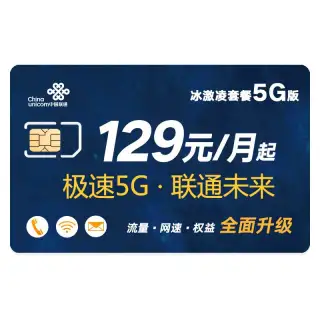 China
unicom中国联通
冰激凌套餐5G版
129元/月起
极速5G·联通未来
流量·网速·权益 全面升级